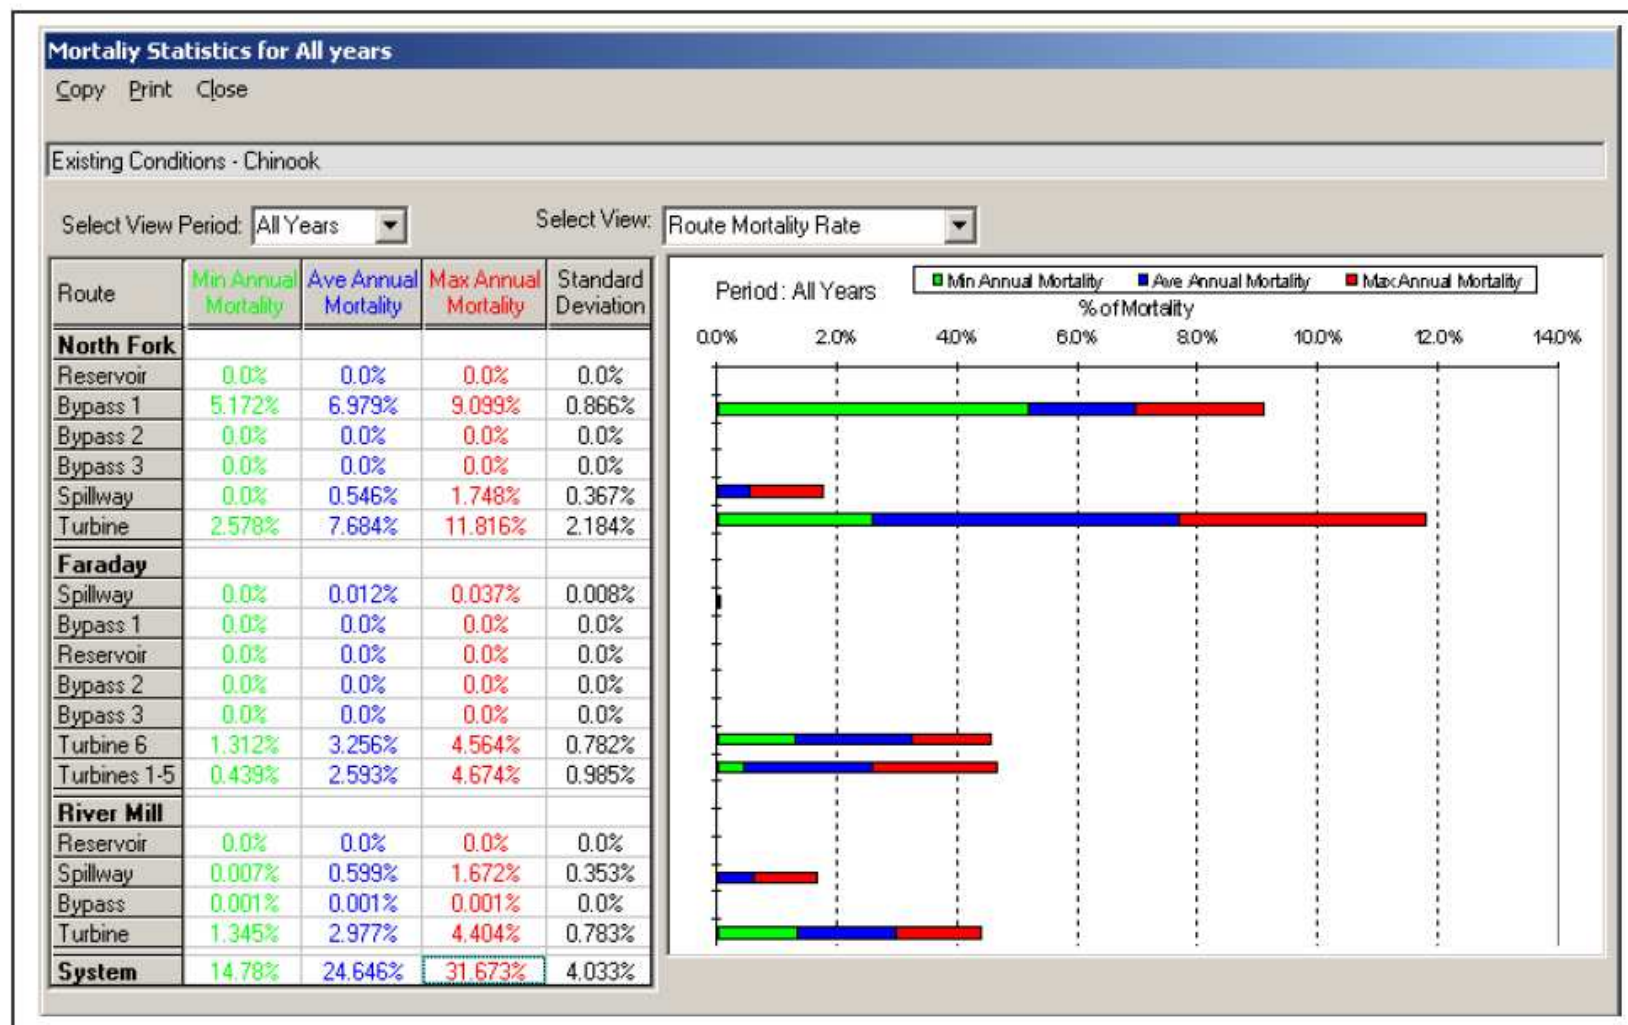 Mortaliy Statistics for All years
Copy Print Close
Existing Conditions - Chinook
Select View Period: All Years Select View: Route Mortality Rate
Route Min Annual Mortality Ave Annual Mortality Max Annual Mortality Standard Deviation
North Fork
Reservoir 0.0% 0.0% 0.0% 0.0%
Bypass 1 5.172% 6.979% 9.099% 0.866%
Bypass 2 0.0% 0.0% 0.0% 0.0%
Bypass 3 0.0% 0.0% 0.0% 0.0%
Spillway 0.0% 0.546% 1.748% 0.367%
Turbine 2.578% 7.684% 11.816% 2.184%
Faraday
Spillway 0.0% 0.012% 0.037% 0.008%
Bypass 1 0.0% 0.0% 0.0% 0.0%
Reservoir 0.0% 0.0% 0.0% 0.0%
Bypass 2 0.0% 0.0% 0.0% 0.0%
Bypass 3 0.0% 0.0% 0.0% 0.0%
Turbine 6 1.312% 3.256% 4.564% 0.782%
Turbines 1-5 0.439% 2.593% 4.674% 0.985%
River Mill
Reservoir 0.0% 0.0% 0.0% 0.0%
Spillway 0.007% 0.599% 1.672% 0.353%
Bypass 0.001% 0.001% 0.001% 0.0%
Turbine 1.345% 2.977% 4.404% 0.783%
System 14.78% 24.646% 31.673% 4.033%
Period : All Years
Min Annual Mortality Ave Annual Mortality Max Annual Mortality
% of Mortality
0.0% 2.0% 4.0% 6.0% 8.0% 10.0% 12.0% 14.0%